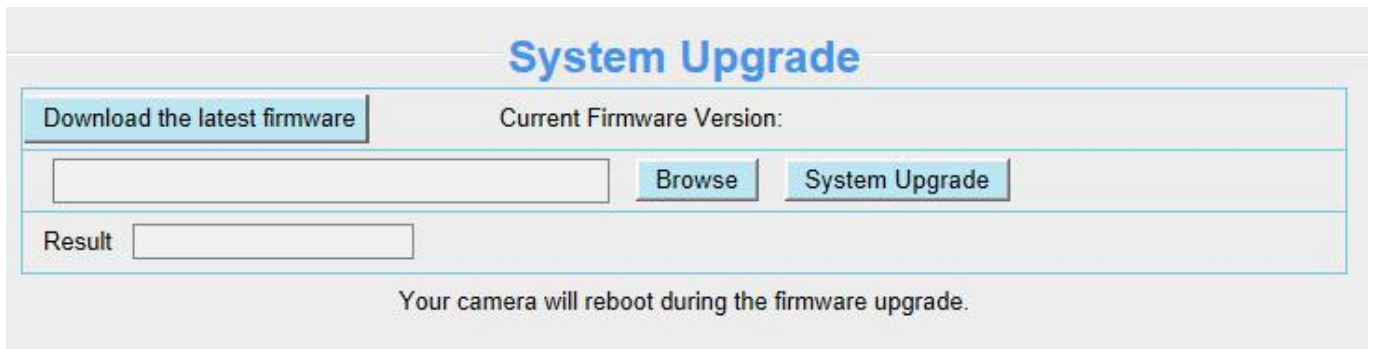 System Upgrade
Download the latest firmware Current Firmware Version:
Browse System Upgrade
Result
Your camera will reboot during the firmware upgrade.